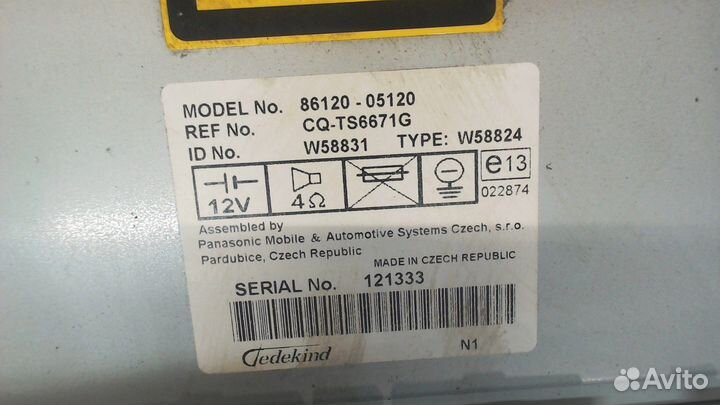 MODEL No. 86120 - 05120
REF No. CQ-TS6671G
ID No. W58831 TYPE: W58824
12V
4Ω
e13
022874
Assembled by
Panasonic Mobile & Automotive Systems Czech, s.r.o.
Pardubice, Czech Republic
MADE IN CZECH REPUBLIC
SERIAL No. 121333
Gedekind
N1
Avito